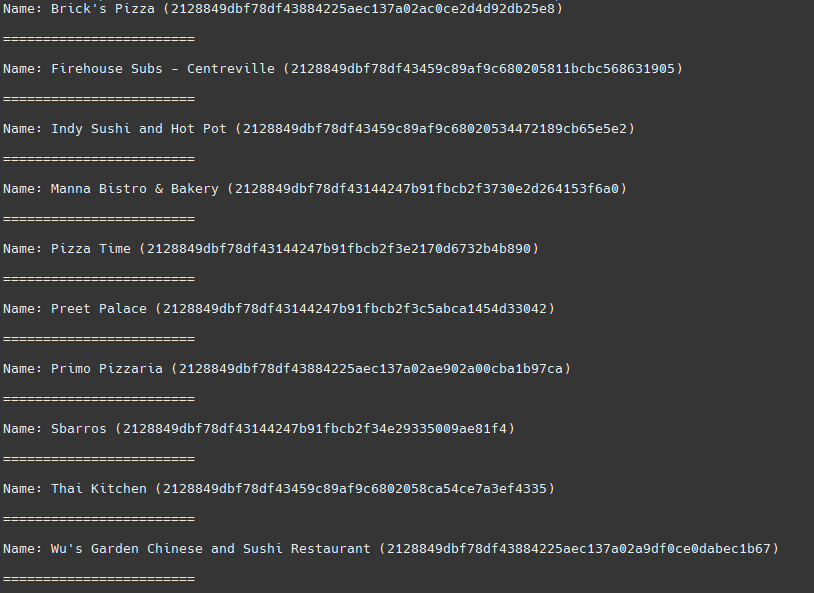 Name: Brick's Pizza (2128849dbf78df43884225aec137a02ac0ce2d4d92db25e8)
========================
Name: Firehouse Subs - Centreville (2128849dbf78df43459c89af9c680205811bcbc568631905)
========================
Name: Indy Sushi and Hot Pot (2128849dbf78df43459c89af9c68020534472189cb65e5e2)
========================
Name: Manna Bistro & Bakery (2128849dbf78df43144247b91fbcb2f3730e2d264153f6a0)
========================
Name: Pizza Time (2128849dbf78df43144247b91fbcb2f3e2170d6732b4b890)
========================
Name: Preet Palace (2128849dbf78df43144247b91fbcb2f3c5abca1454d33042)
========================
Name: Primo Pizzaria (2128849dbf78df43884225aec137a02ae902a00cba1b97ca)
========================
Name: Sbarros (2128849dbf78df43144247b91fbcb2f34e29335009ae81f4)
========================
Name: Thai Kitchen (2128849dbf78df43459c89af9c6802058ca54ce7a3ef4335)
========================
Name: Wu's Garden Chinese and Sushi Restaurant (2128849dbf78df43884225aec137a02a9df0ce0dabec1b67)
========================